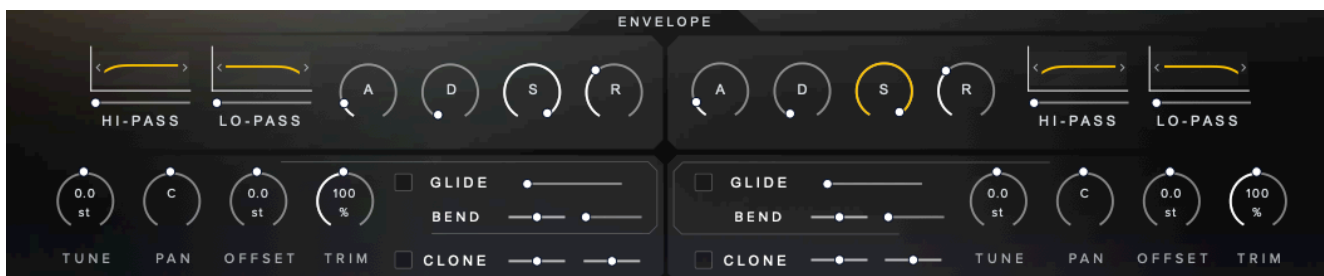 ENVELOPE
HI-PASS LO-PASS A D S R A D S R HI-PASS LO-PASS
0.0 st C 0.0 st 100 % GLIDE GLIDE 0.0 st C 0.0 st 100 %
BEND BEND
TUNE PAN OFFSET TRIM CLONE CLONE TUNE PAN OFFSET TRIM